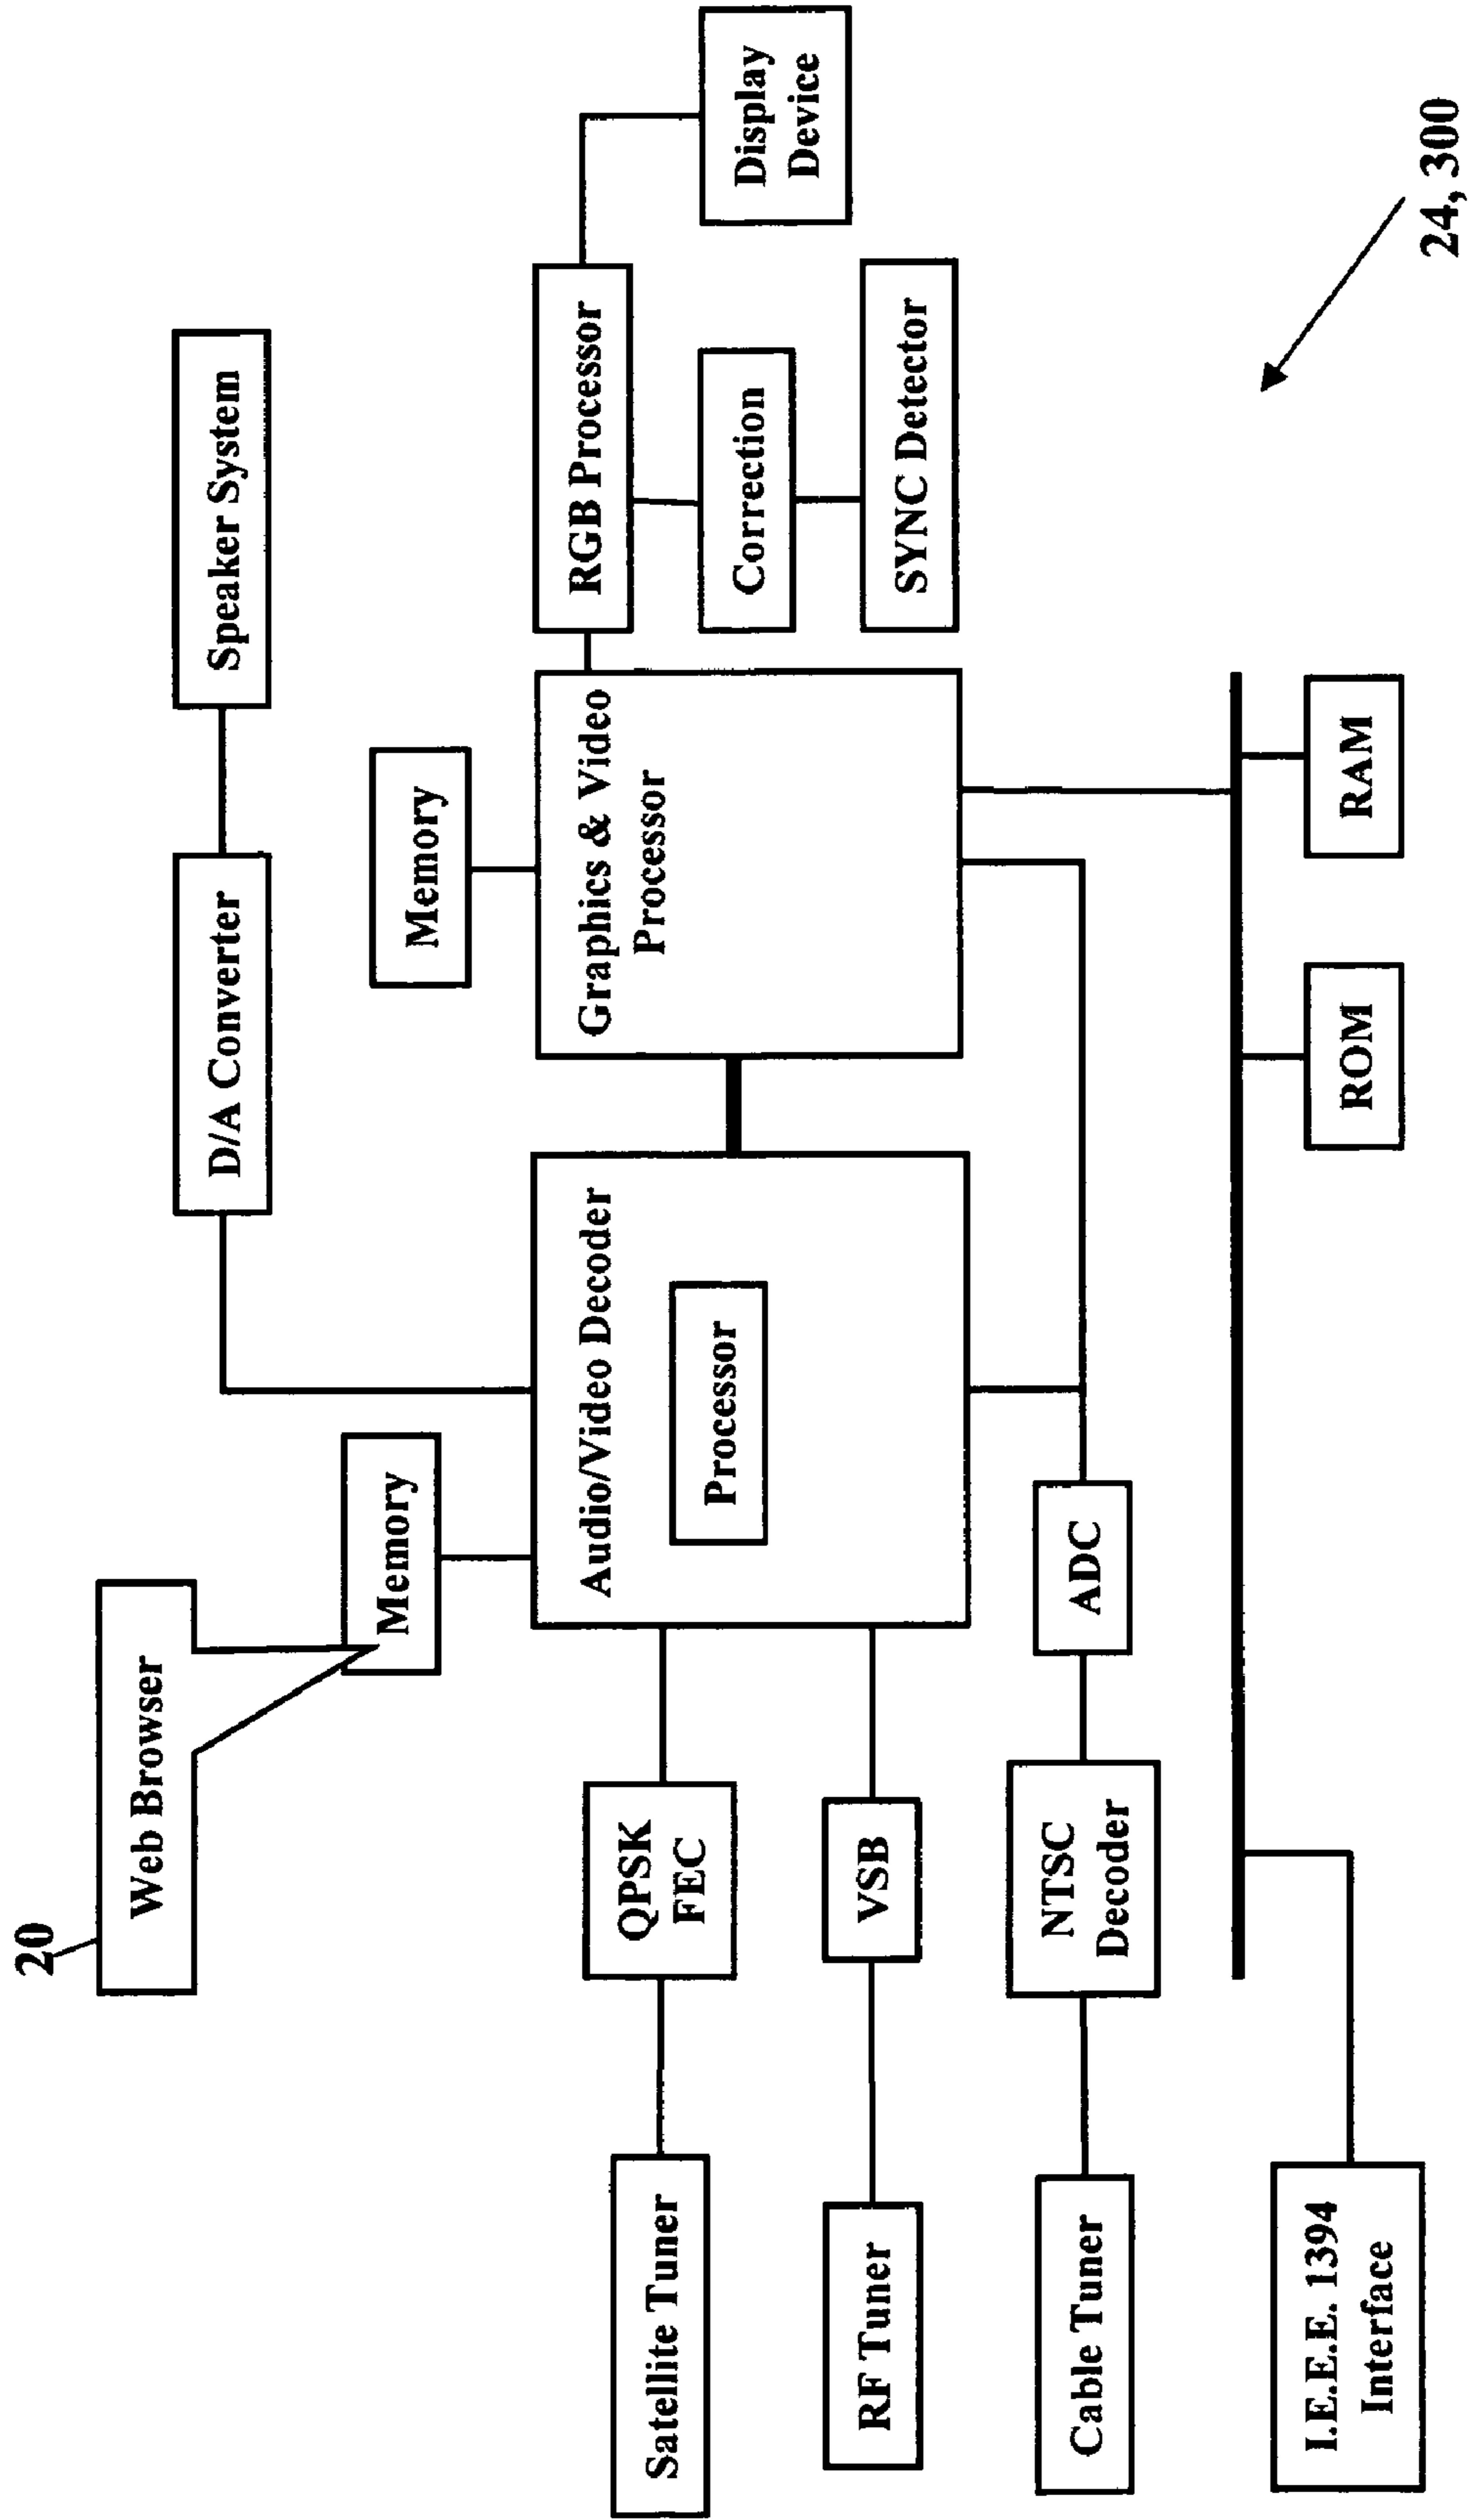 20
Web Browser
Memory
D/A Converter
Speaker System
Memory
Satellite Tuner
QPSK
FEC
Audio/Video Decoder
Processor
Graphics & Video
Processor
RGB Processor
Display
Device
Correction
RF Tuner
VSB
SYNC Detector
Cable Tuner
NTSC
Decoder
ADC
I.E.E.E. 1394
Interface
ROM
RAM
24, 300